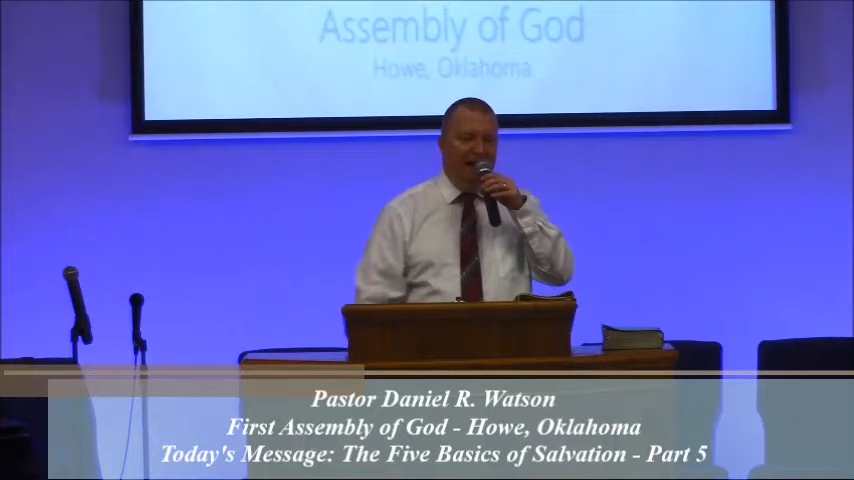 Assembly of God
Howe, Oklahoma
Pastor Daniel R. Watson
First Assembly of God - Howe, Oklahoma
Today's Message: The Five Basics of Salvation - Part 5